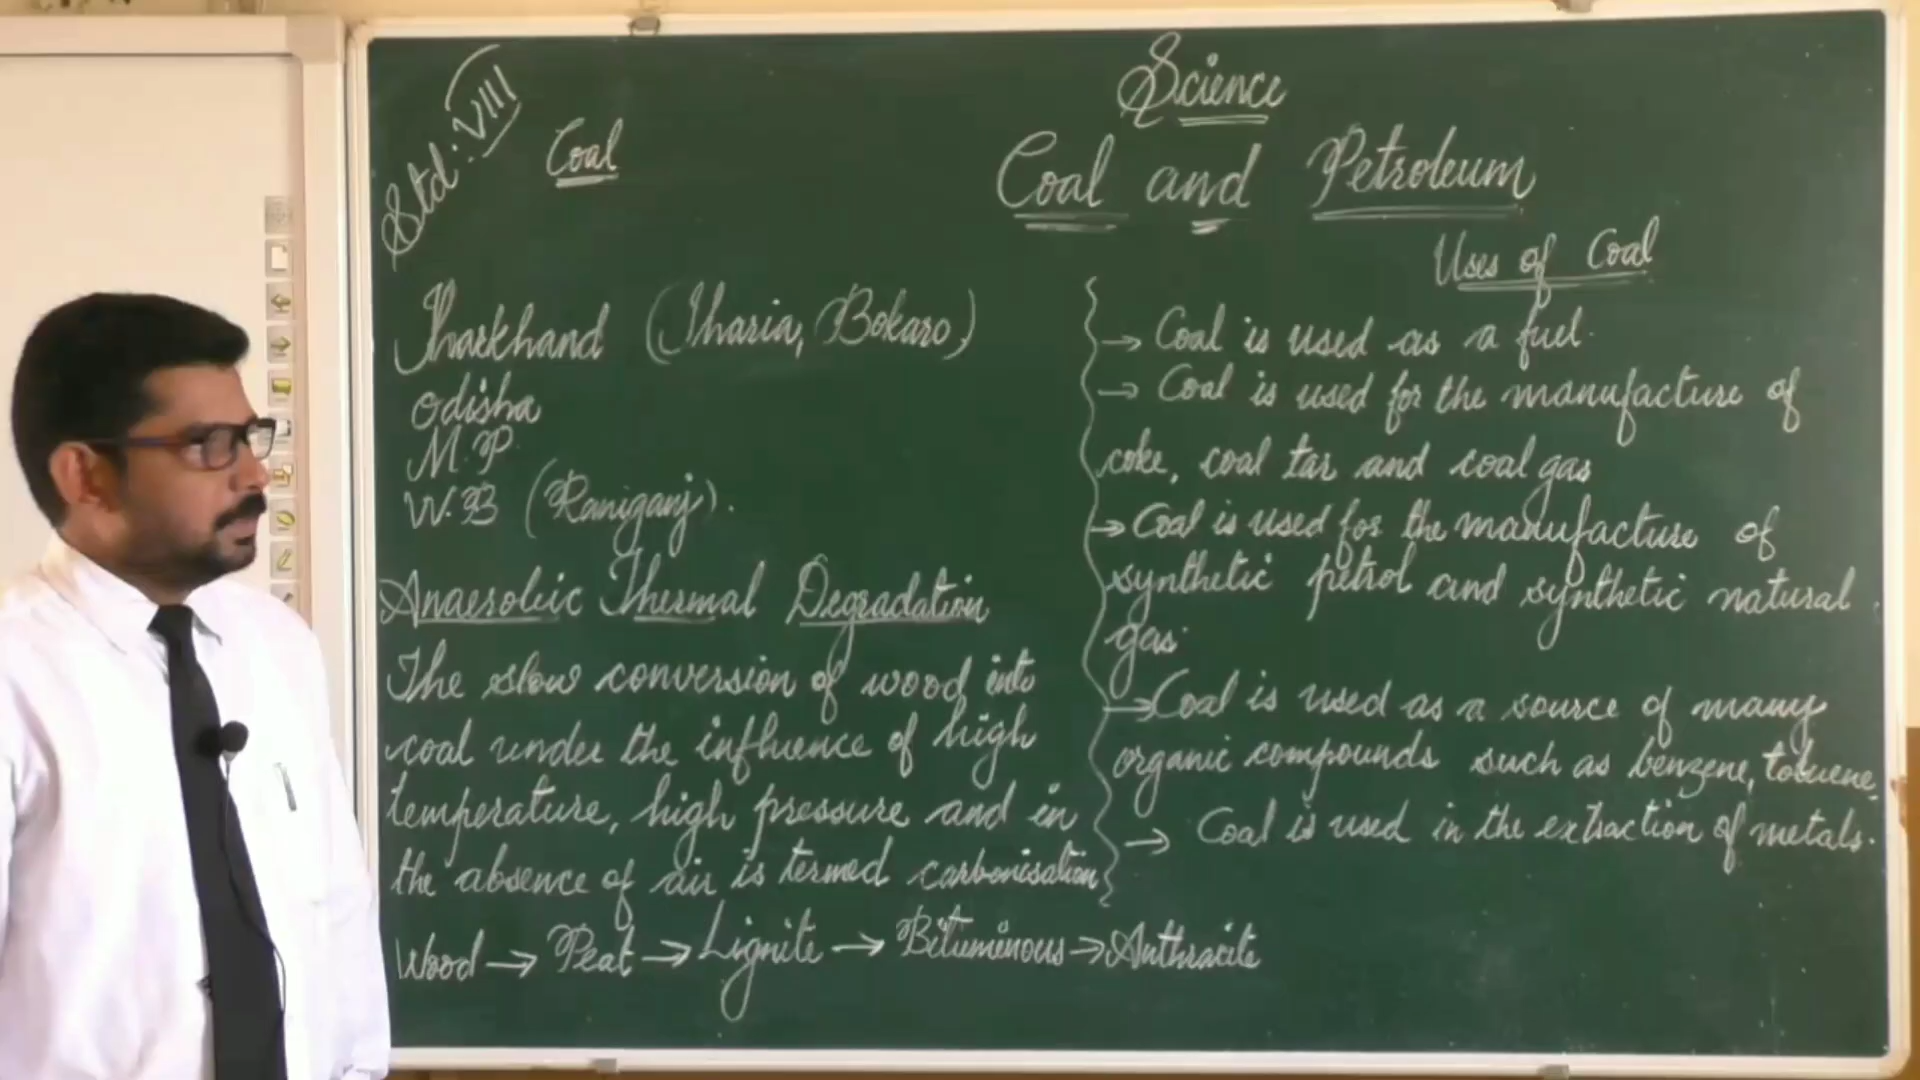 Std: VIII
Science
Coal
Coal and Petroleum
Jharkhand (Jharia, Bokaro)
Odisha
M.P.
W.B (Raniganj).
Anaerobic Thermal Degradation
The slow conversion of wood into
coal under the influence of high
temperature, high pressure and in
the absence of air is termed carbonisation
Wood → Peat → Lignite → Bituminous → Anthracite
Uses of Coal
→ Coal is used as a fuel.
→ Coal is used for the manufacture of
coke, coal tar and coal gas
→ Coal is used for the manufacture of
synthetic petrol and synthetic natural
gas.
→ Coal is used as a source of many
organic compounds such as benzene, toluene.
→ Coal is used in the extraction of metals.